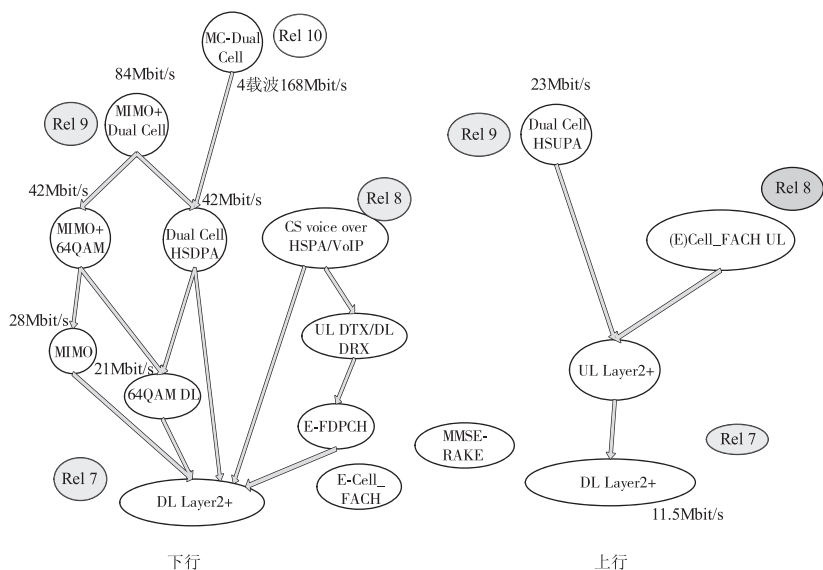 MC-Dual
Cell
Rel 10
84Mbit/s
4载波168Mbit/s
Rel 9
MIMO+
Dual Cell
42Mbit/s
42Mbit/s
Rel 8
MIMO+
64QAM
Dual Cell
HSDPA
CS voice over
HSPA/VoIP
28Mbit/s
MIMO
21Mbit/s
64QAM DL
UL DTX/DL
DRX
E-FDPCH
Rel 7
DL Layer2+
E-Cell_
FACH
下行
23Mbit/s
Rel 9
Dual Cell
HSUPA
Rel 8
(E)Cell_FACH UL
UL Layer2+
MMSE-
RAKE
Rel 7
DL Layer2+
11.5Mbit/s
上行